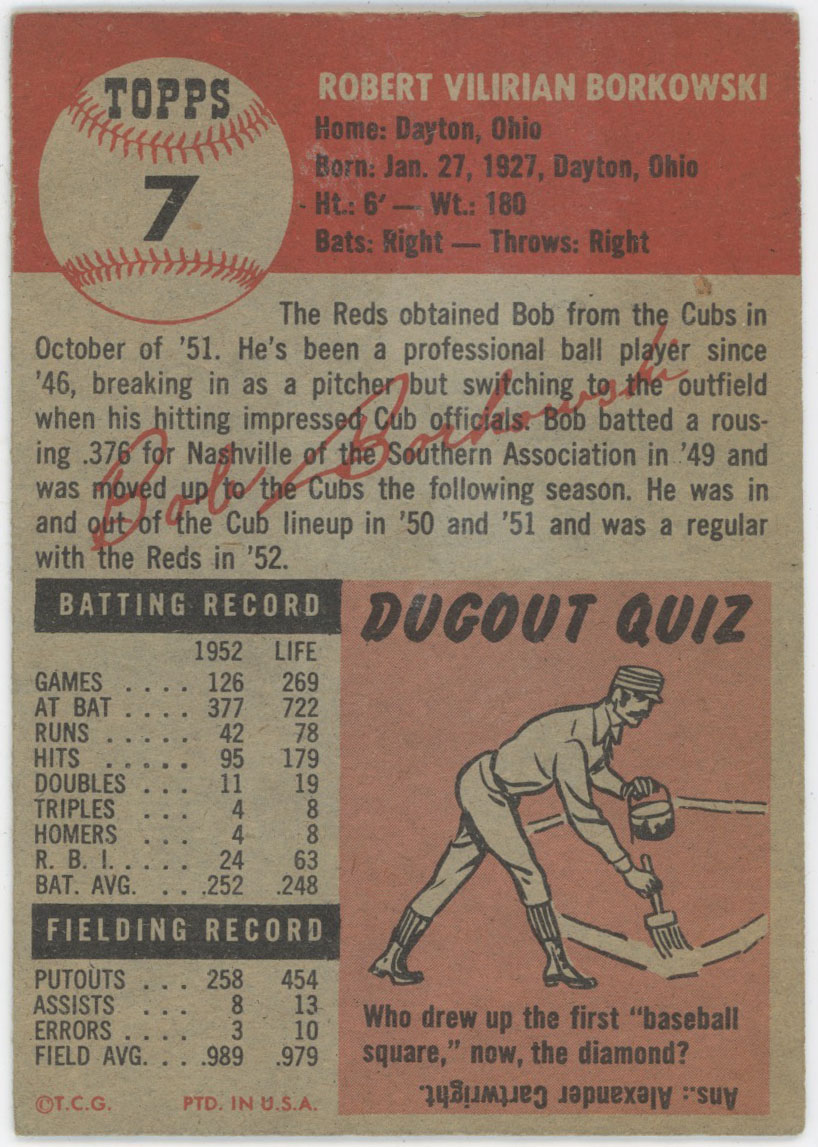 TOPPS
7
ROBERT VILIRIAN BORKOWSKI
Home: Dayton, Ohio
Born: Jan. 27, 1927, Dayton, Ohio
Ht.: 6′ — Wt.: 180
Bats: Right — Throws: Right
The Reds obtained Bob from the Cubs in
October of '51. He's been a professional ball player since
'46, breaking in as a pitcher but switching to the outfield
when his hitting impressed Cub officials. Bob batted a rous-
ing .376 for Nashville of the Southern Association in '49 and
was moved up to the Cubs the following season. He was in
and out of the Cub lineup in '50 and '51 and was a regular
with the Reds in '52.
Bob Borkowski
BATTING RECORD
1952 LIFE
GAMES .... 126 269
AT BAT .... 377 722
RUNS ..... 42 78
HITS ..... 95 179
DOUBLES ... 11 19
TRIPLES ... 4 8
HOMERS ... 4 8
R. B. I. .... 24 63
BAT. AVG. ... .252 .248
FIELDING RECORD
PUTOUTS ... 258 454
ASSISTS ... 8 13
ERRORS .... 3 10
FIELD AVG. ... .989 .979
©T.C.G. PTD. IN U.S.A.
DUGOUT QUIZ
Who drew up the first "baseball
square," now, the diamond?
Ans.: Alexander Cartwright.